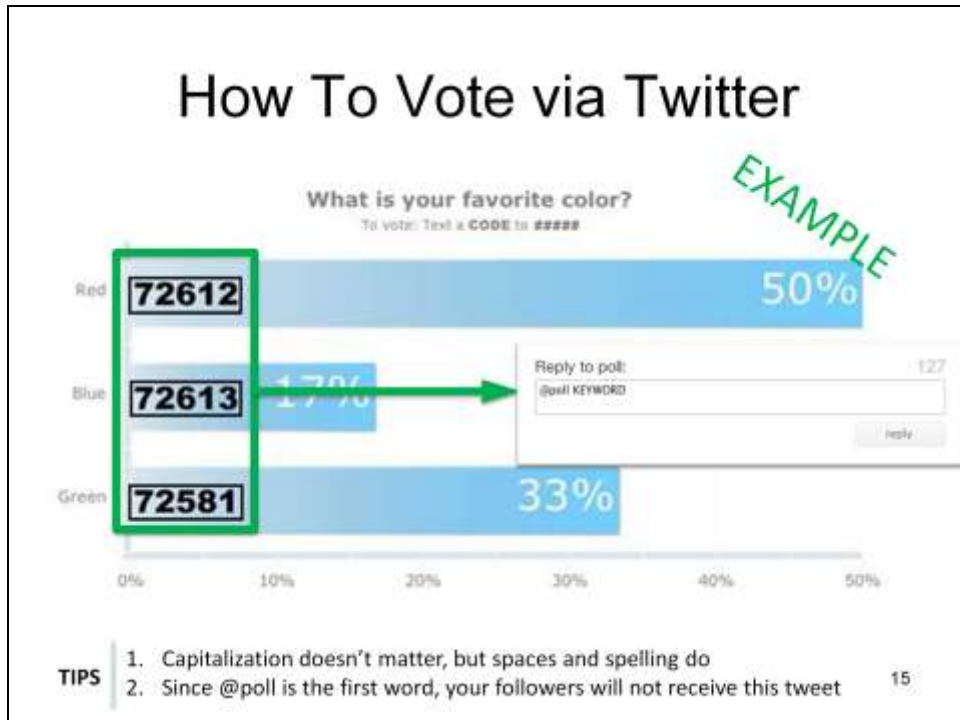 How To Vote via Twitter
EXAMPLE
What is your favorite color?
To vote: Text a CODE to #####
Red 72612 50%
Blue 72613 17%
Reply to poll: 127
@poll KEYWORD
reply
Green 72581 33%
0% 10% 20% 30% 40% 50%
TIPS
1. Capitalization doesn't matter, but spaces and spelling do
2. Since @poll is the first word, your followers will not receive this tweet
15